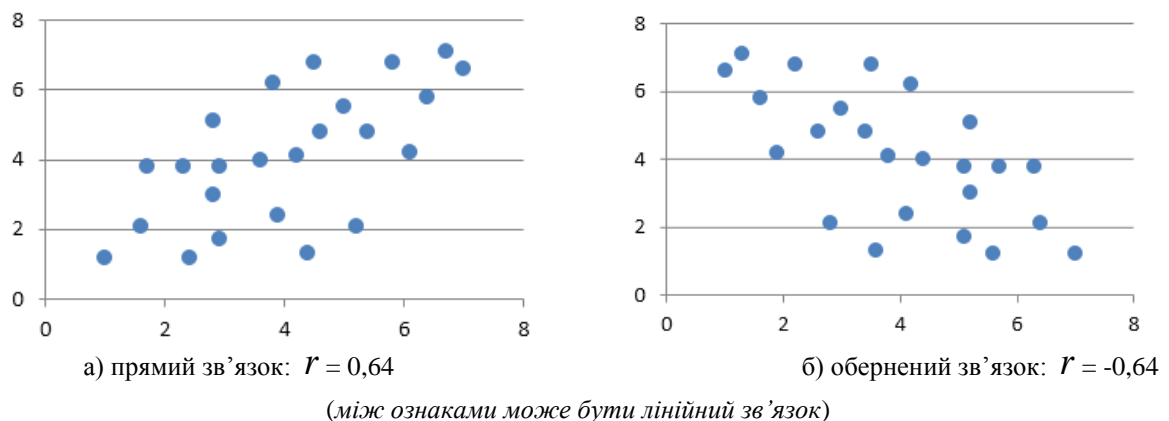 8
6
4
2
0
0 2 4 6 8
а) прямий зв’язок: r = 0,64
8
6
4
2
0
0 2 4 6 8
б) обернений зв’язок: r = -0,64
(між ознаками може бути лінійний зв’язок)